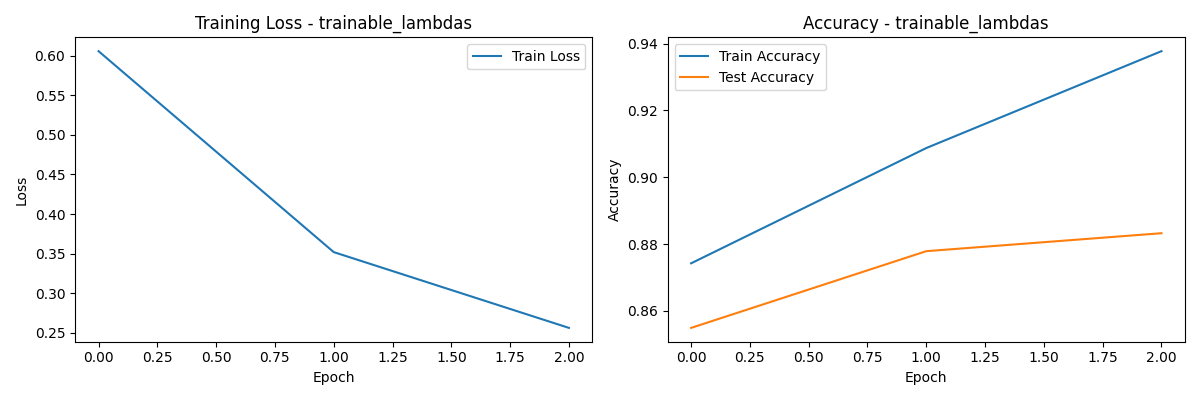 Training Loss - trainable_lambdas
Train Loss
0.60
0.55
0.50
0.45
0.40
0.35
0.30
0.25
Loss
0.00 0.25 0.50 0.75 1.00 1.25 1.50 1.75 2.00
Epoch
Accuracy - trainable_lambdas
Train Accuracy
Test Accuracy
0.94
0.92
0.90
0.88
0.86
Accuracy
0.00 0.25 0.50 0.75 1.00 1.25 1.50 1.75 2.00
Epoch